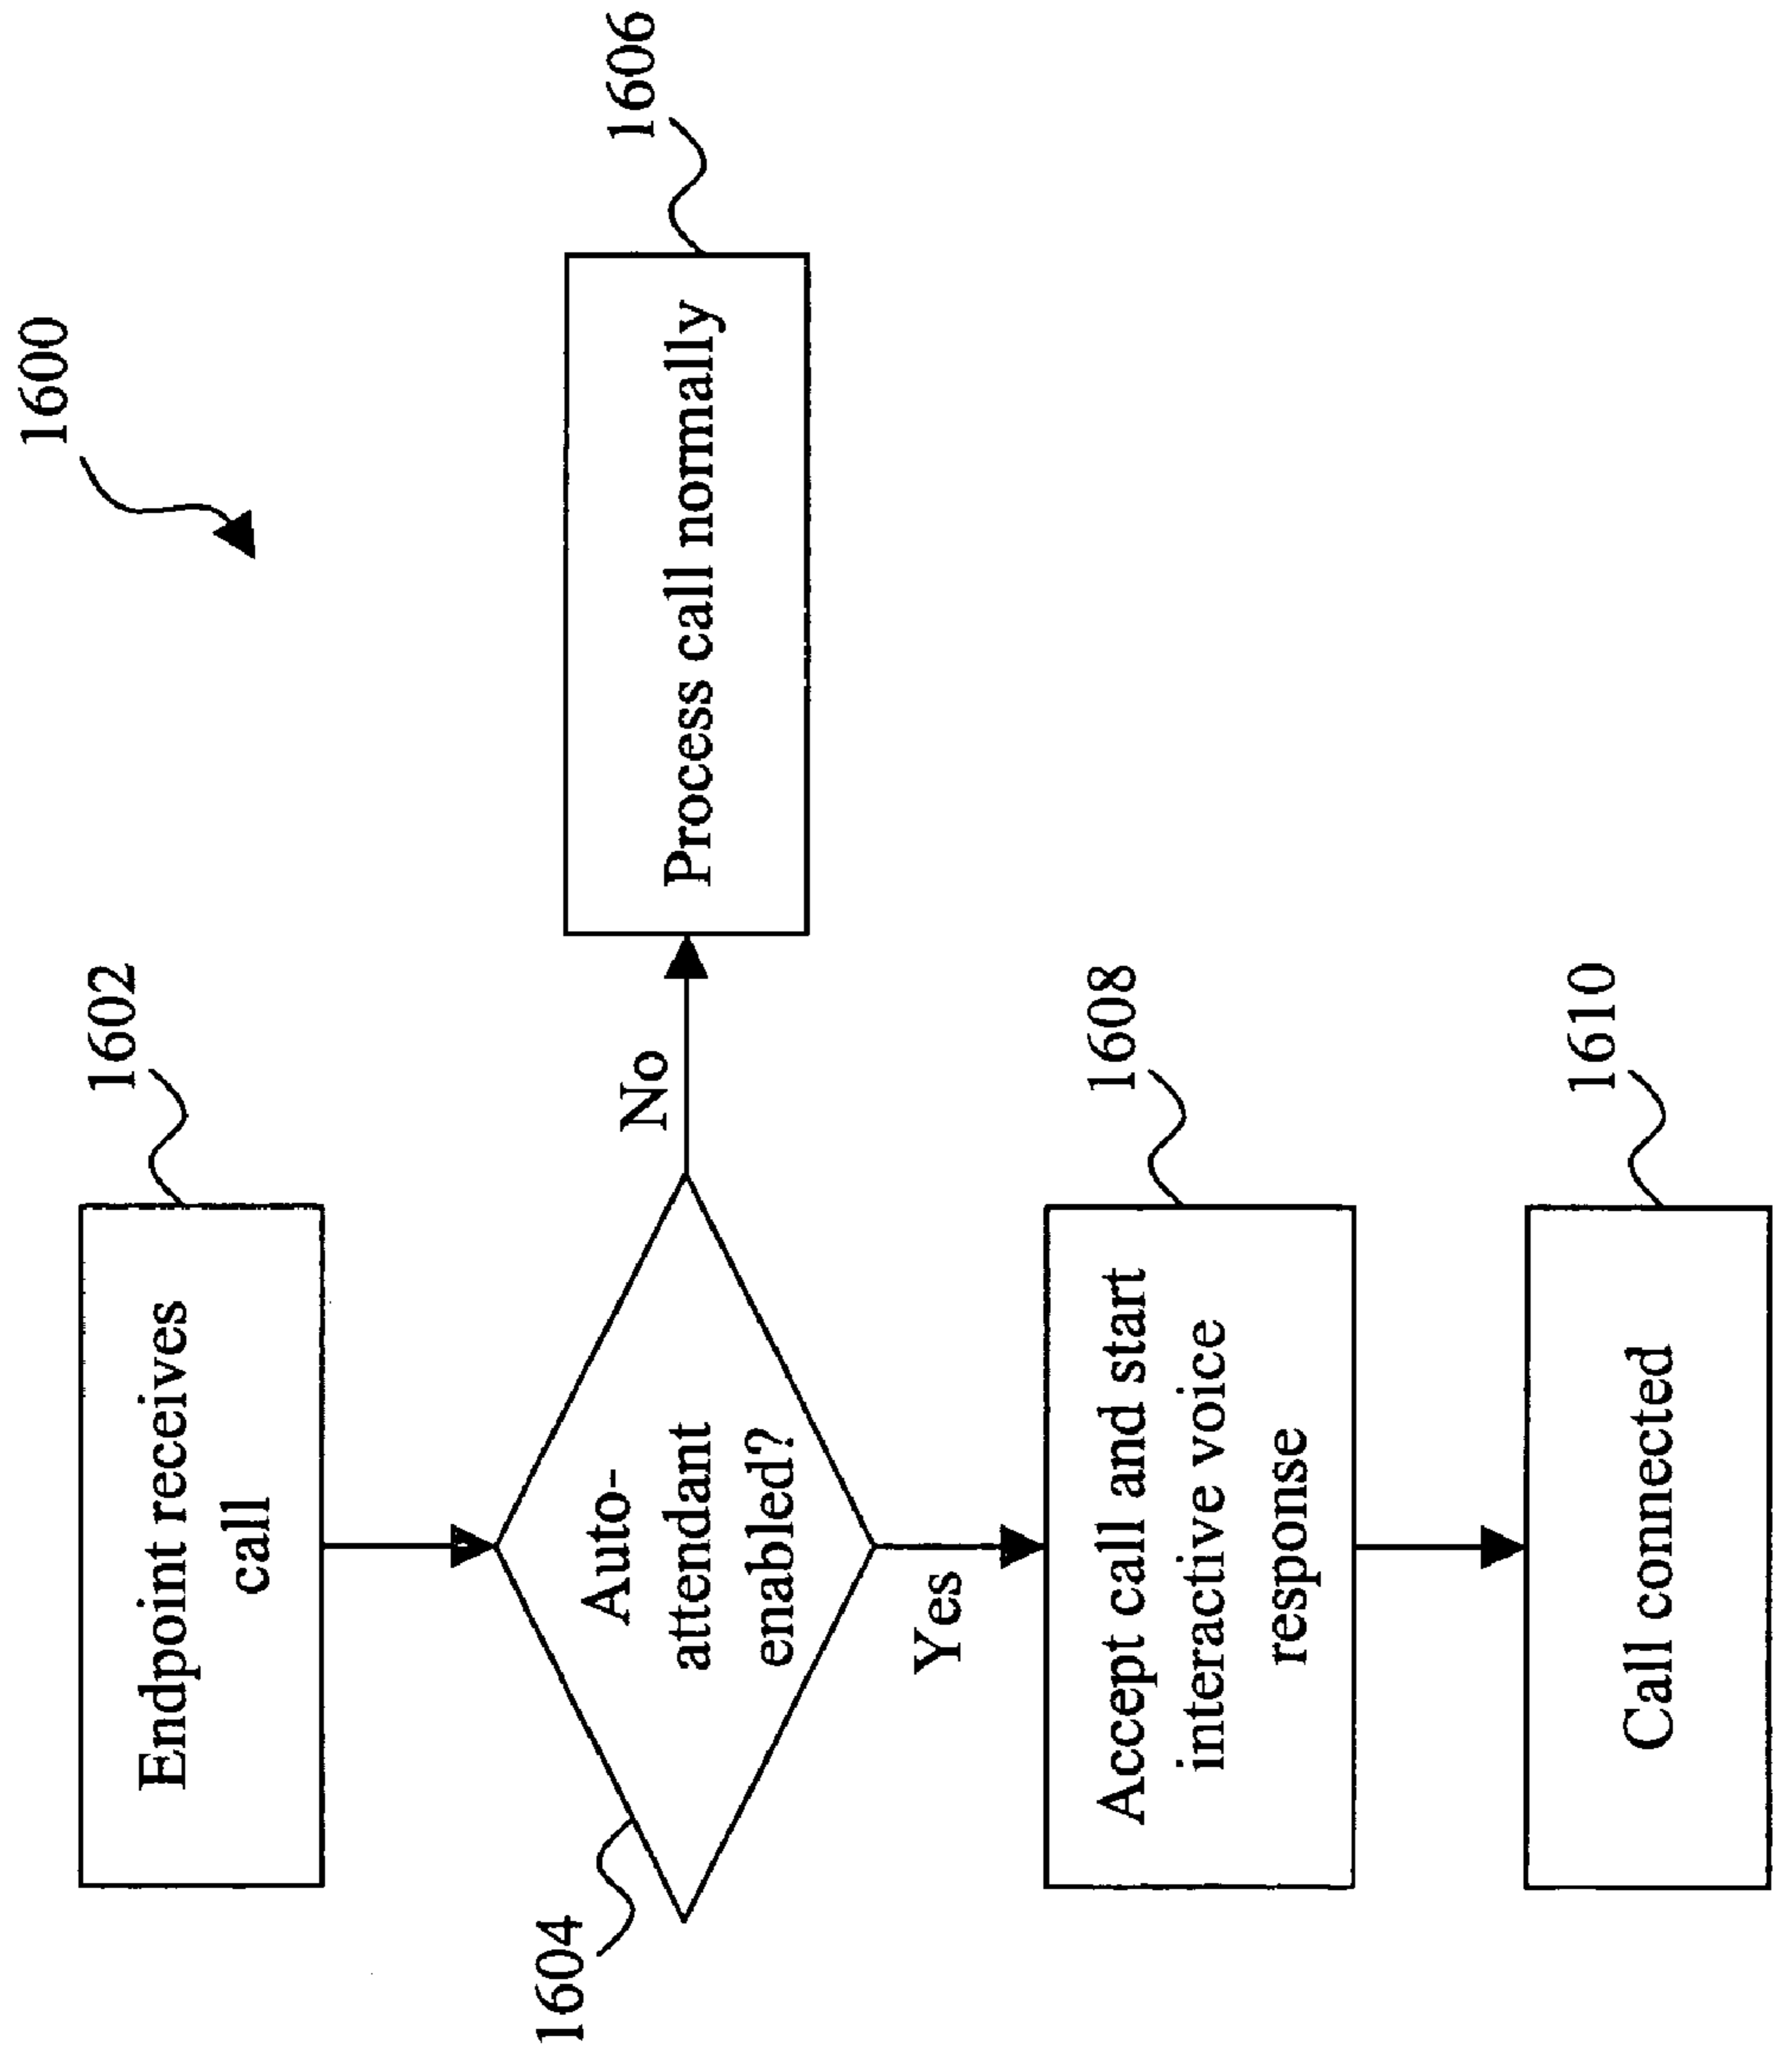 1600
1602
Endpoint receives
call
1604
Auto-
attendant
enabled?
No
1606
Process call normally
Yes
1608
Accept call and start
interactive voice
response
1610
Call connected